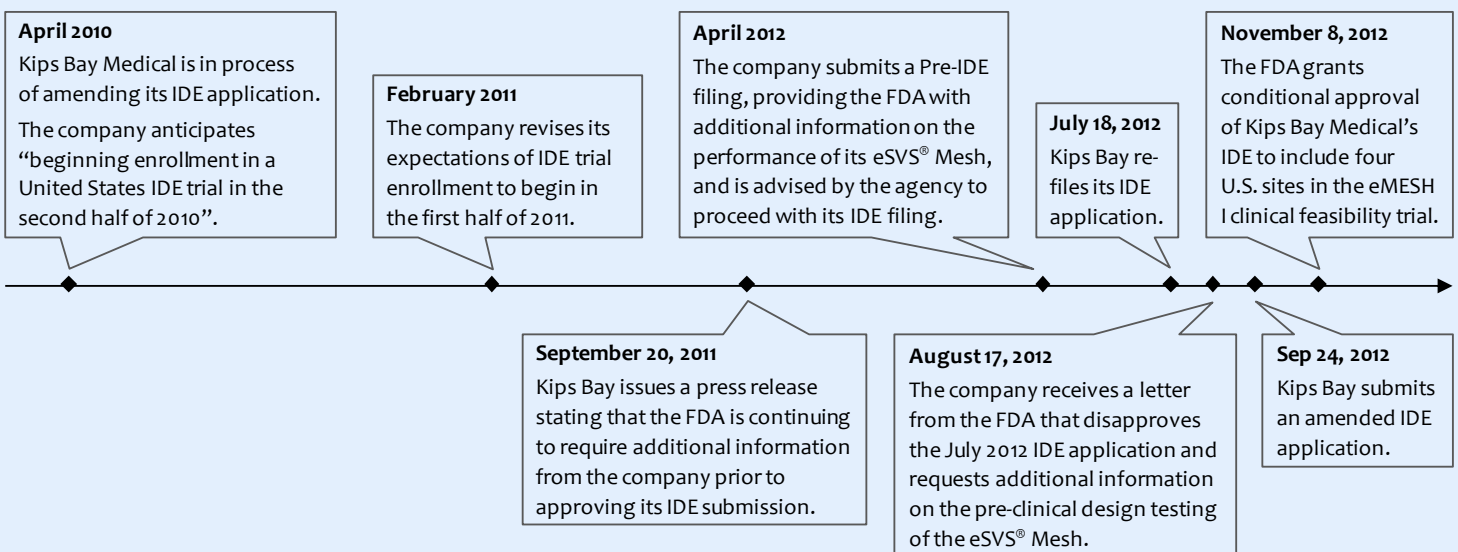 April 2010
Kips Bay Medical is in process
of amending its IDE application.
The company anticipates
“beginning enrollment in a
United States IDE trial in the
second half of 2010”.
February 2011
The company revises its
expectations of IDE trial
enrollment to begin in
the first half of 2011.
April 2012
The company submits a Pre-IDE
filing, providing the FDA with
additional information on the
performance of its eSVS® Mesh,
and is advised by the agency to
proceed with its IDE filing.
July 18, 2012
Kips Bay re-
files its IDE
application.
November 8, 2012
The FDA grants
conditional approval
of Kips Bay Medical’s
IDE to include four
U.S. sites in the eMESH
I clinical feasibility trial.
September 20, 2011
Kips Bay issues a press release
stating that the FDA is continuing
to require additional information
from the company prior to
approving its IDE submission.
August 17, 2012
The company receives a letter
from the FDA that disapproves
the July 2012 IDE application and
requests additional information
on the pre-clinical design testing
of the eSVS® Mesh.
Sep 24, 2012
Kips Bay submits
an amended IDE
application.